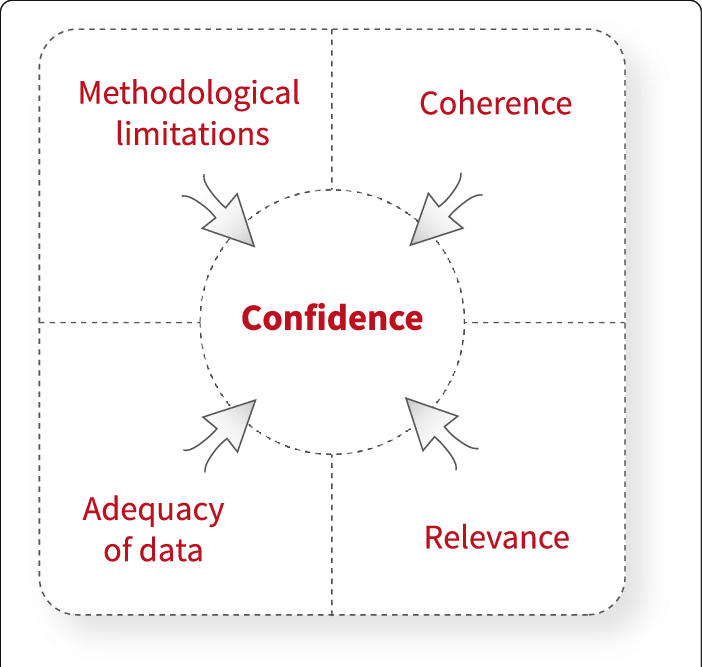 Methodological
limitations
Coherence
Confidence
Adequacy
of data
Relevance